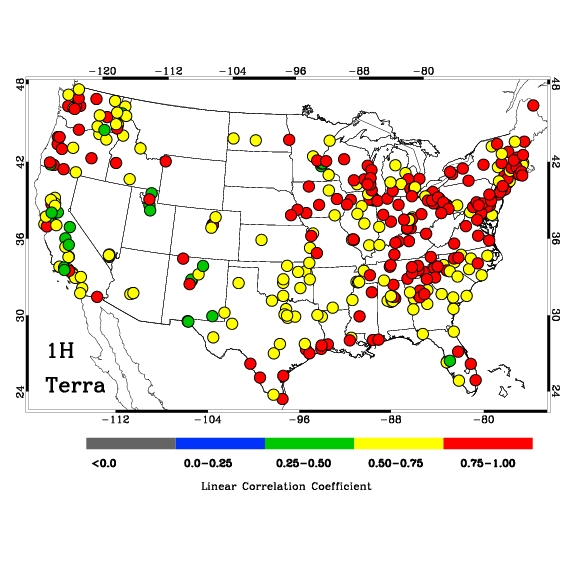 -120 -112 -104 -96 -88 -80
48 48
42 42
36 36
30 30
24 24
1H
Terra
-112 -104 -96 -88 -80
<0.0 0.0-0.25 0.25-0.50 0.50-0.75 0.75-1.00
Linear Correlation Coefficient